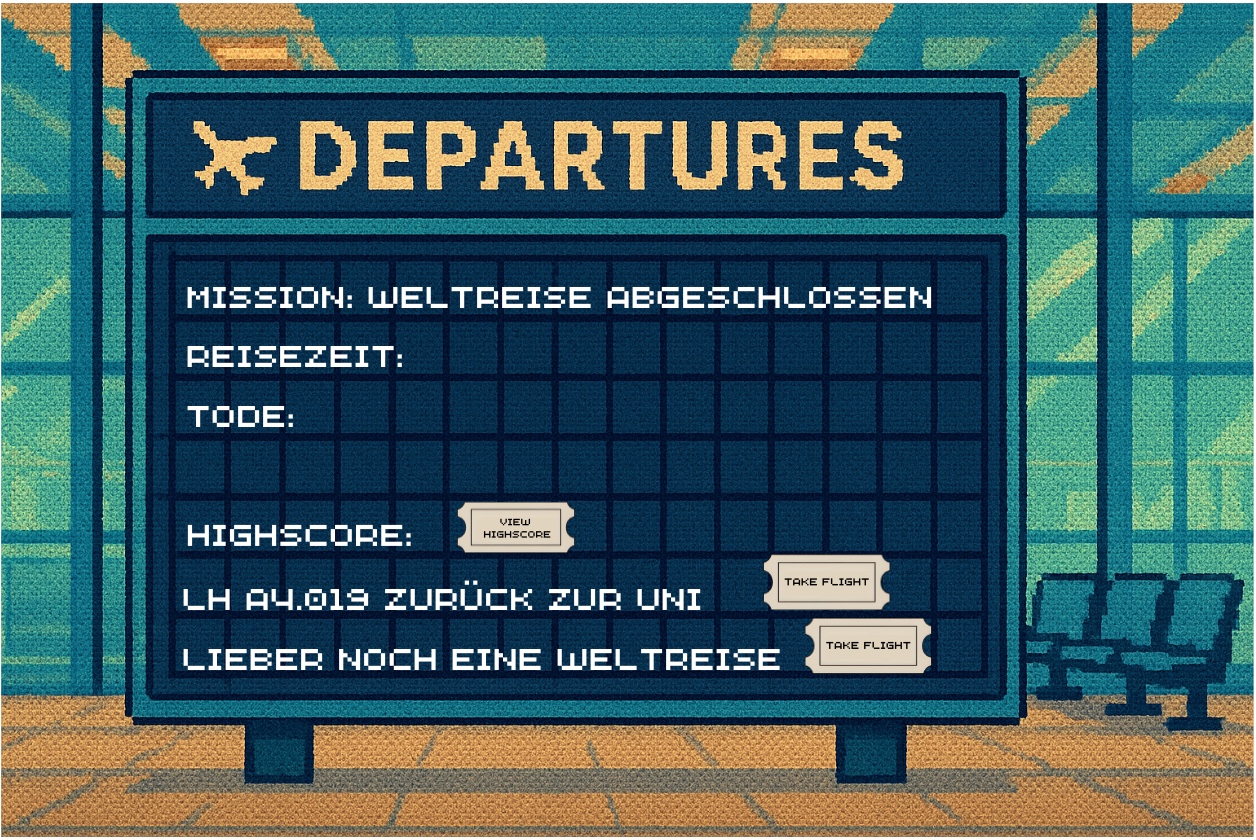 DEPARTURES
MISSION: WELTREISE ABGESCHLOSSEN
REISEZEIT:
TODE:
HIGHSCORE:
VIEW
HIGHSCORE
LH A4.019 ZURÜCK ZUR UNI
TAKE FLIGHT
LIEBER NOCH EINE WELTREISE
TAKE FLIGHT